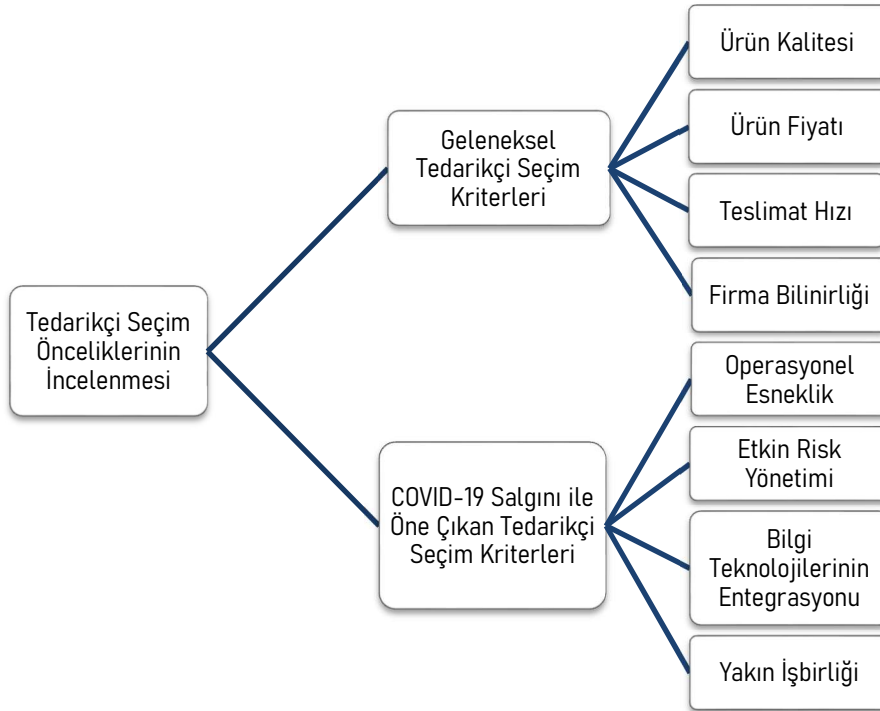 Tedarikçi Seçim
Önceliklerinin
İncelenmesi
Geleneksel
Tedarikçi Seçim
Kriterleri
Ürün Kalitesi
Ürün Fiyatı
Teslimat Hızı
Firma Bilinirliği
COVID-19 Salgını ile
Öne Çıkan Tedarikçi
Seçim Kriterleri
Operasyonel
Esneklik
Etkin Risk
Yönetimi
Bilgi
Teknolojilerinin
Entegrasyonu
Yakın İşbirliği